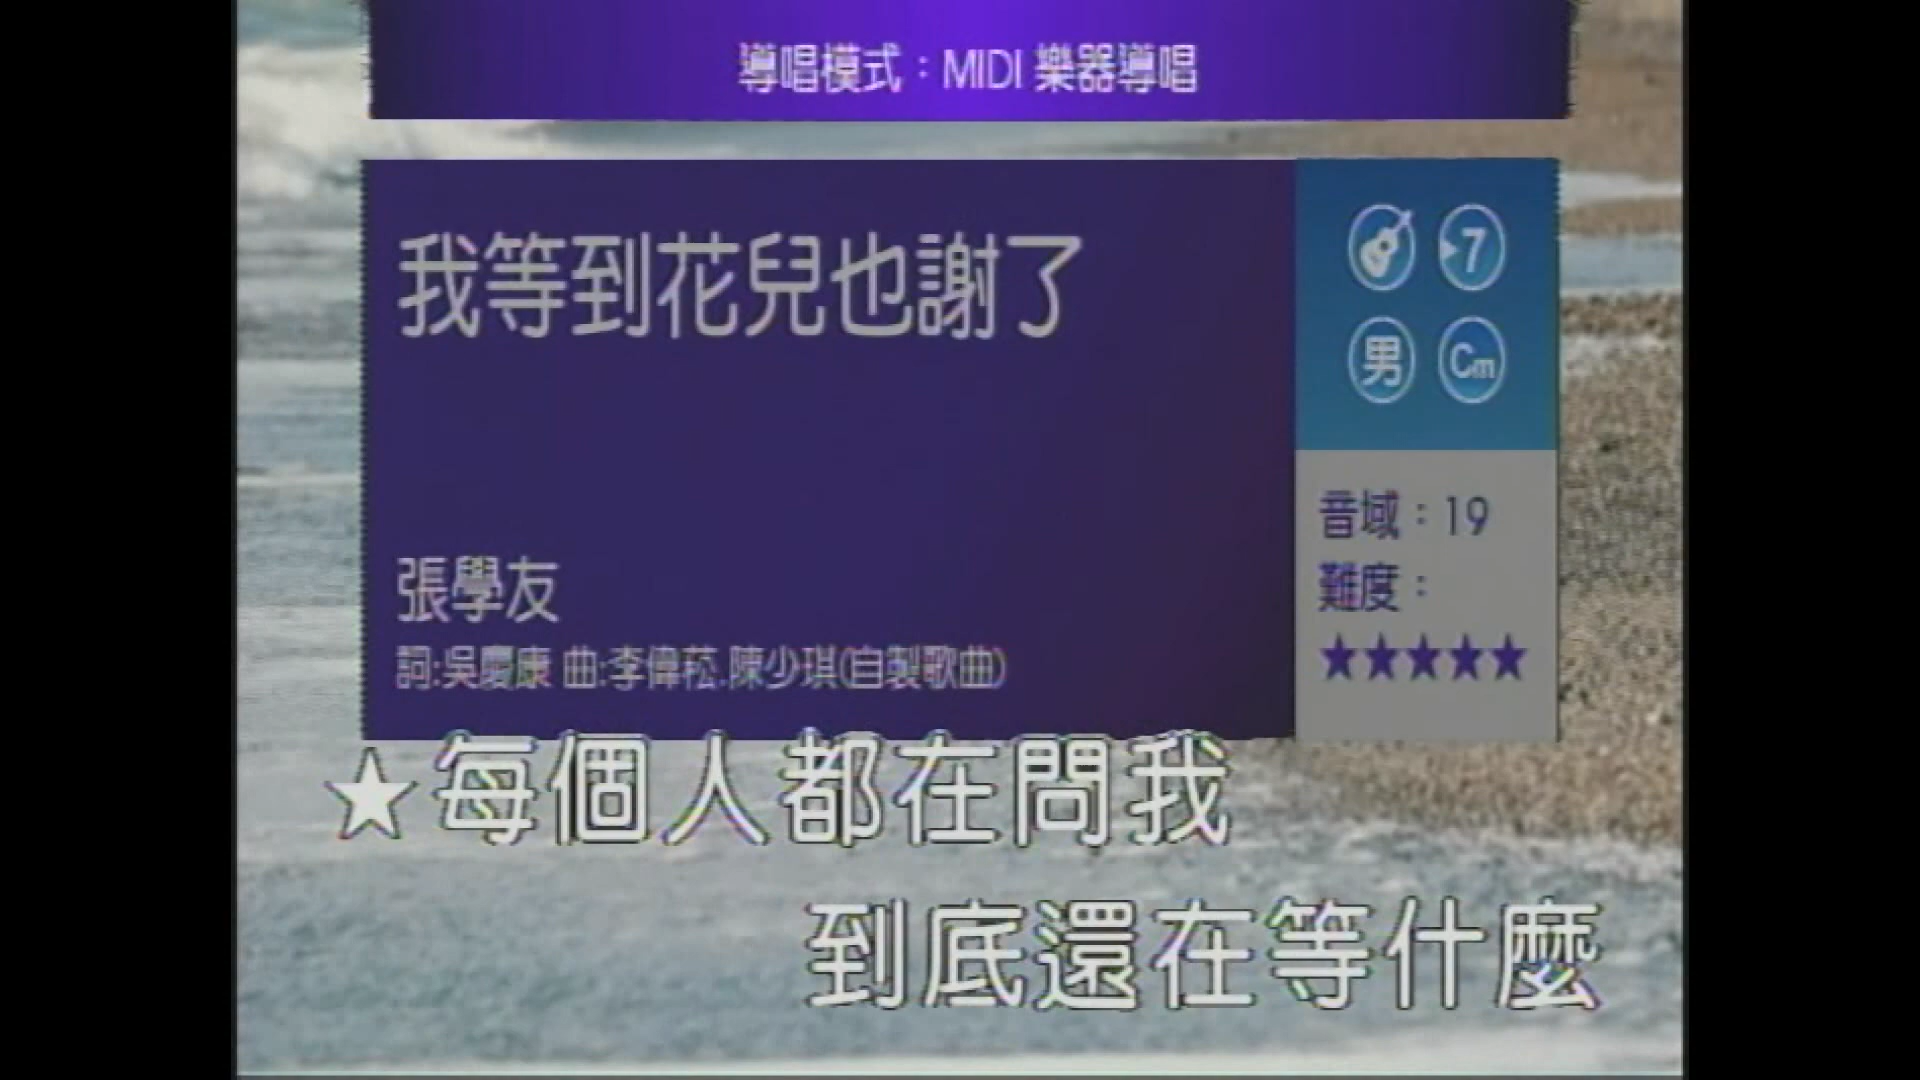 導唱模式：MIDI 樂器導唱
我等到花兒也謝了
7
男 Cm
張學友
詞:吳慶康 曲:李偉菘.陳少琪(自製歌曲)
音域：19
難度：
★★★★★
★每個人都在問我
到底還在等什麼